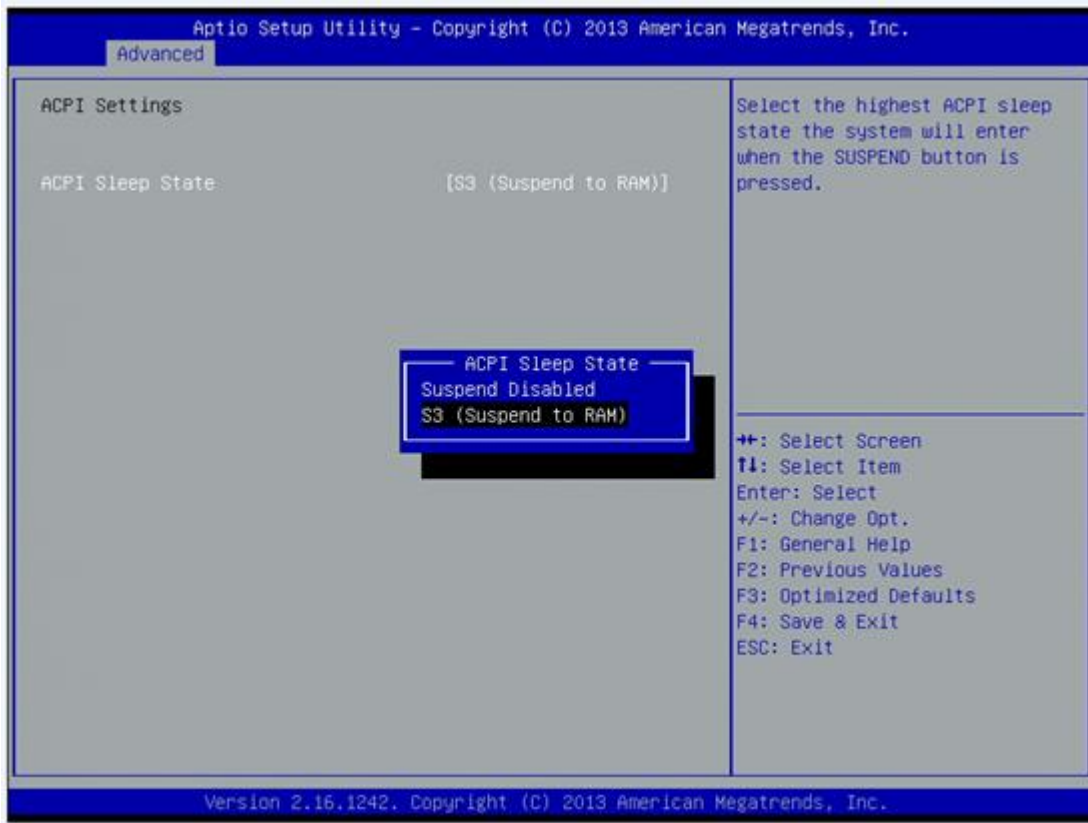 Aptio Setup Utility – Copyright (C) 2013 American Megatrends, Inc.
Advanced
ACPI Settings
ACPI Sleep State [S3 (Suspend to RAM)]
Select the highest ACPI sleep
state the system will enter
when the SUSPEND button is
pressed.
ACPI Sleep State
Suspend Disabled
S3 (Suspend to RAM)
→←: Select Screen
↑↓: Select Item
Enter: Select
+/-: Change Opt.
F1: General Help
F2: Previous Values
F3: Optimized Defaults
F4: Save & Exit
ESC: Exit
Version 2.16.1242. Copyright (C) 2013 American Megatrends, Inc.